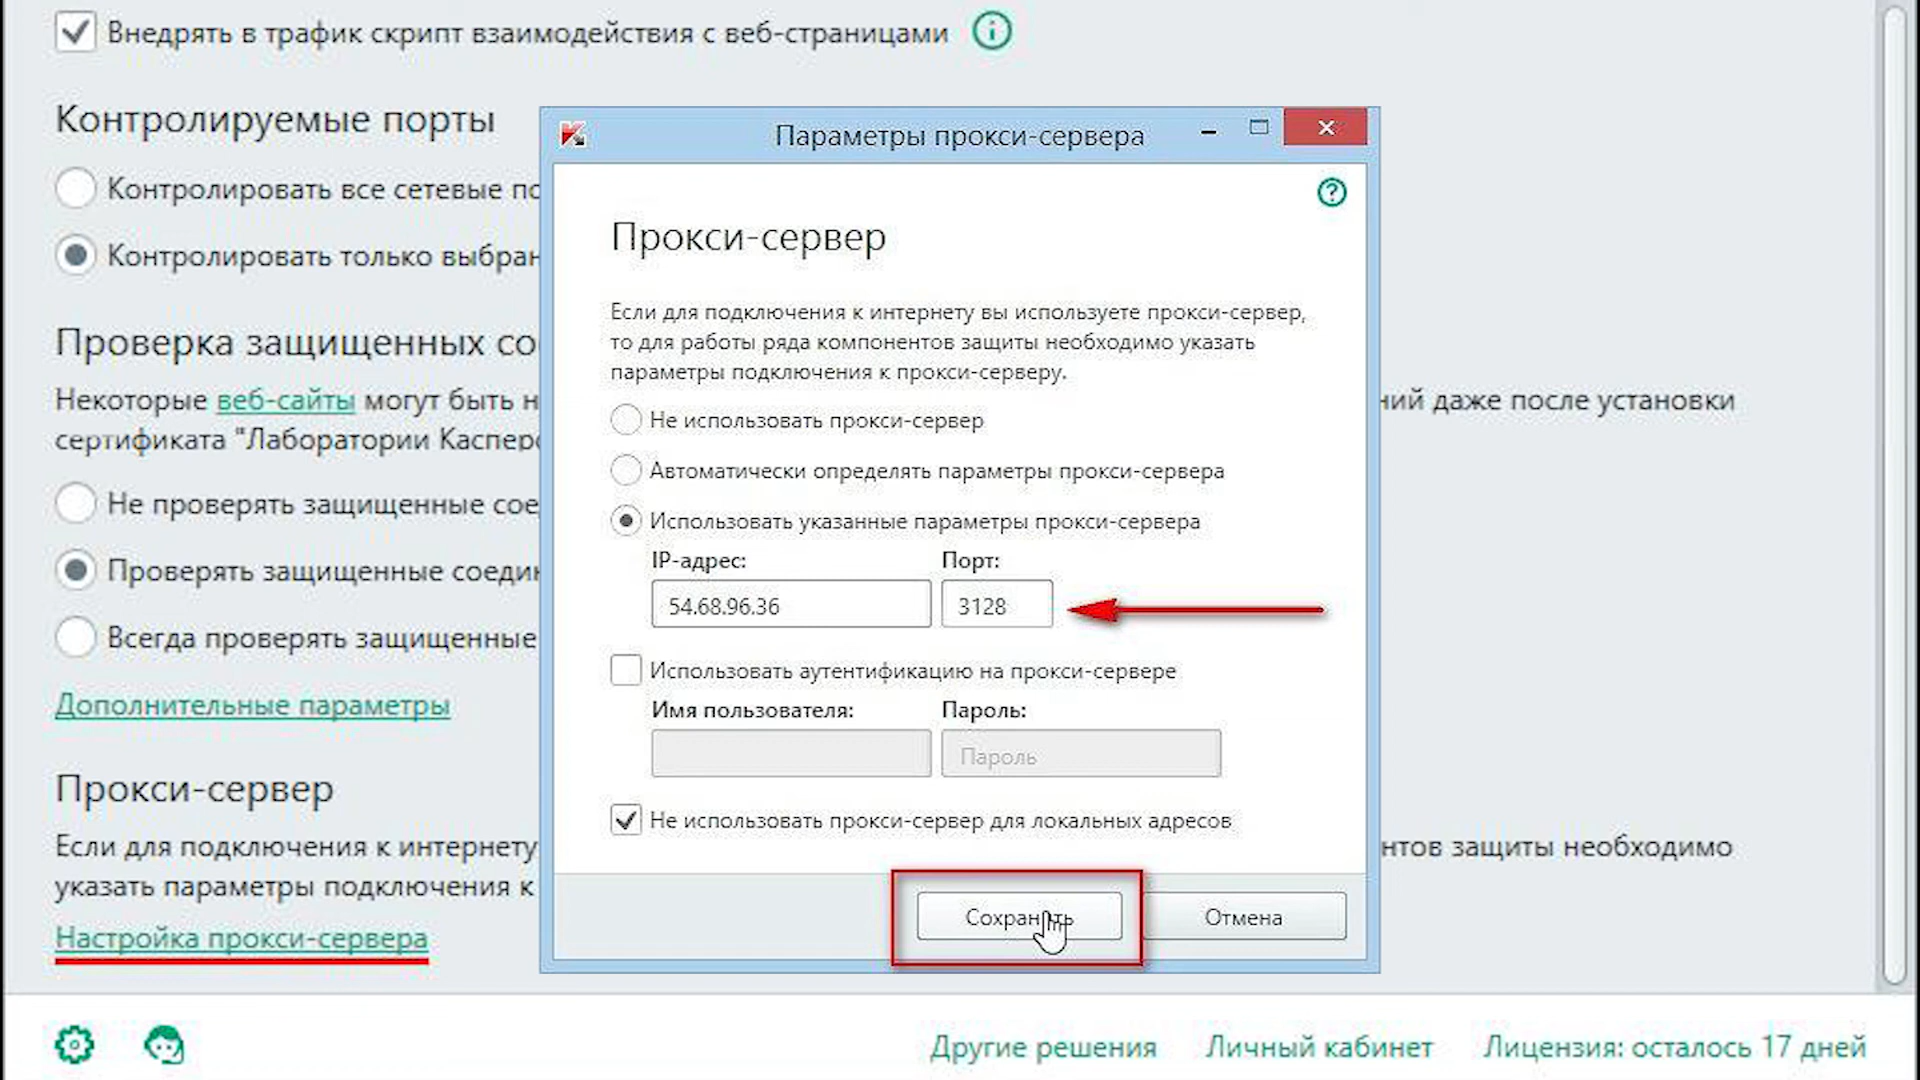 Внедрять в трафик скрипт взаимодействия с веб-страницами
Контролируемые порты
Контролировать все сетевые по
Контролировать только выбран
Проверка защищенных со
Некоторые веб-сайты могут быть н
ний даже после установки
сертификата "Лаборатории Касперс
Не проверять защищенные сое
Проверять защищенные соеди
Всегда проверять защищенные
Дополнительные параметры
Прокси-сервер
Если для подключения к интернету
нтов защиты необходимо
указать параметры подключения к
Настройка прокси-сервера
Параметры прокси-сервера
Прокси-сервер
Если для подключения к интернету вы используете прокси-сервер,
то для работы ряда компонентов защиты необходимо указать
параметры подключения к прокси-серверу.
Не использовать прокси-сервер
Автоматически определять параметры прокси-сервера
Использовать указанные параметры прокси-сервера
IP-адрес: Порт:
54.68.96.36 3128
Использовать аутентификацию на прокси-сервере
Имя пользователя: Пароль:
Пароль
Не использовать прокси-сервер для локальных адресов
Сохранить Отмена
Другие решения Личный кабинет Лицензия: осталось 17 дней